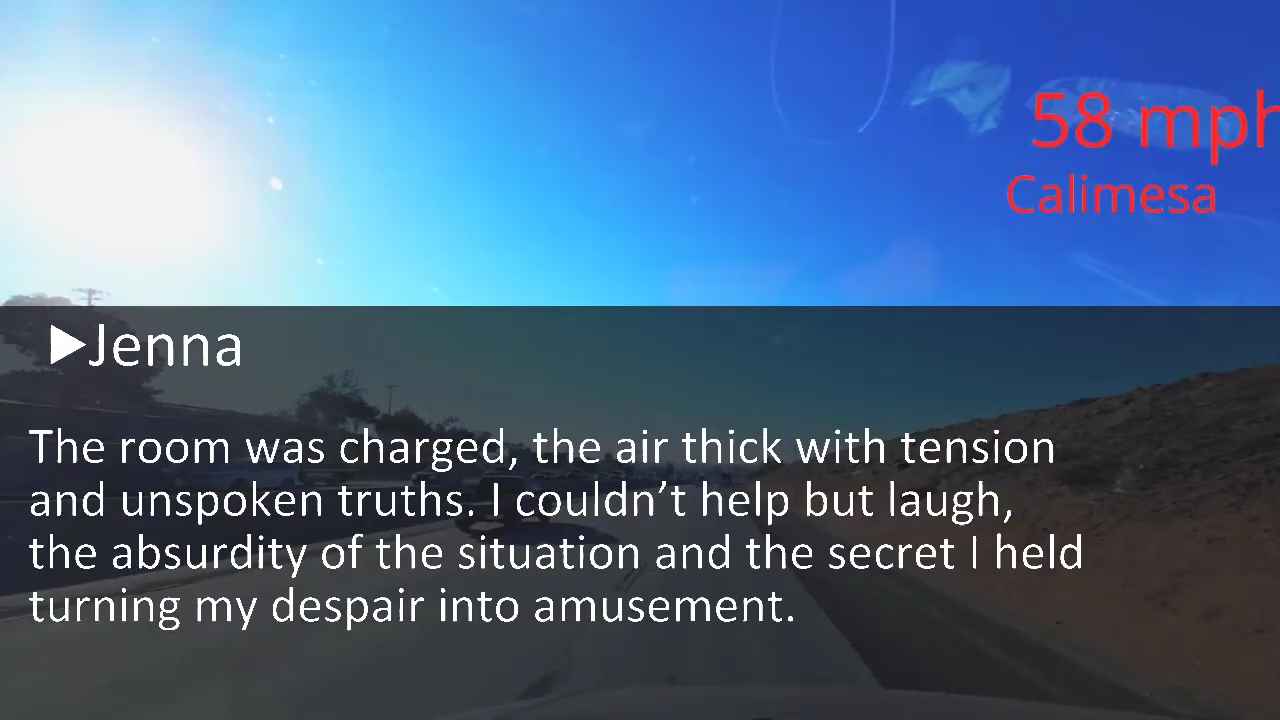 58 mph
Calimesa
▶Jenna
The room was charged, the air thick with tension
and unspoken truths. I couldn’t help but laugh,
the absurdity of the situation and the secret I held
turning my despair into amusement.